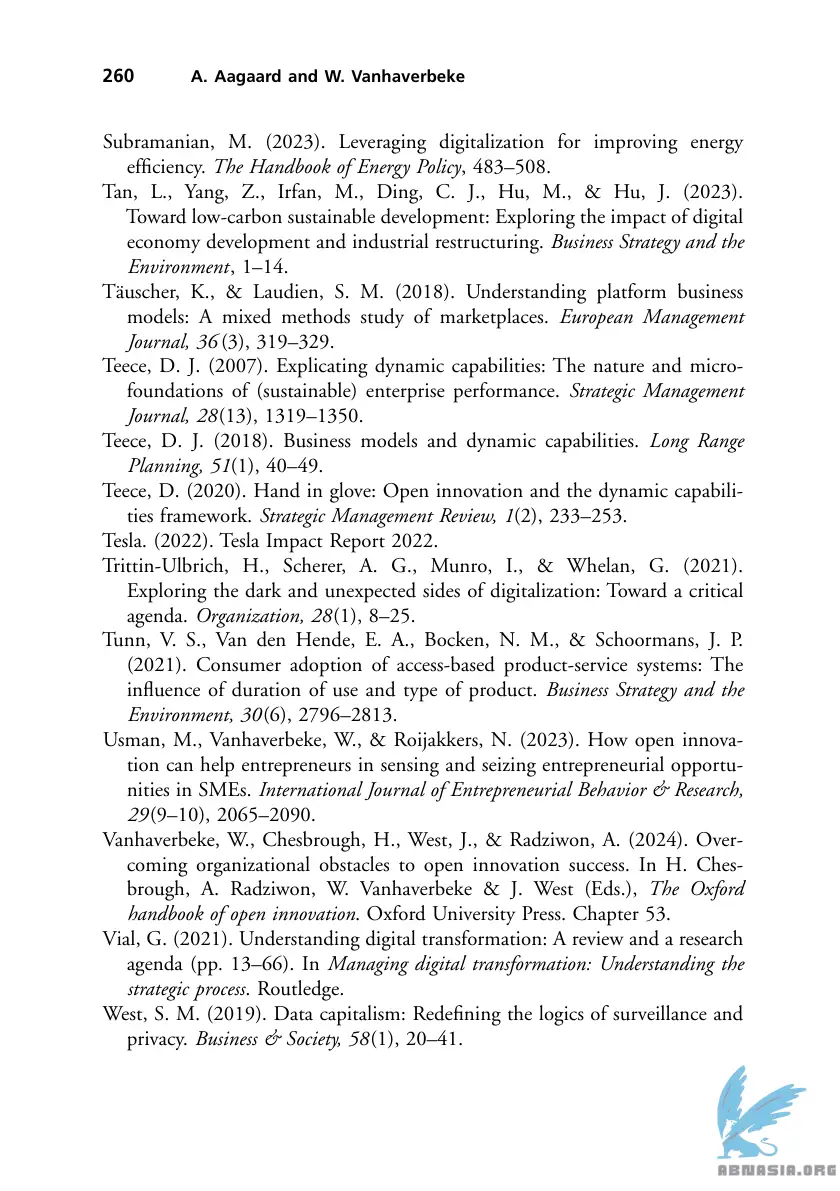 260 A. Aagaard and W. Vanhaverbeke
Subramanian, M. (2023). Leveraging digitalization for improving energy
efficiency. The Handbook of Energy Policy, 483–508.
Tan, L., Yang, Z., Irfan, M., Ding, C. J., Hu, M., & Hu, J. (2023).
Toward low-carbon sustainable development: Exploring the impact of digital
economy development and industrial restructuring. Business Strategy and the
Environment, 1–14.
Täuscher, K., & Laudien, S. M. (2018). Understanding platform business
models: A mixed methods study of marketplaces. European Management
Journal, 36(3), 319–329.
Teece, D. J. (2007). Explicating dynamic capabilities: The nature and micro-
foundations of (sustainable) enterprise performance. Strategic Management
Journal, 28(13), 1319–1350.
Teece, D. J. (2018). Business models and dynamic capabilities. Long Range
Planning, 51(1), 40–49.
Teece, D. (2020). Hand in glove: Open innovation and the dynamic capabili-
ties framework. Strategic Management Review, 1(2), 233–253.
Tesla. (2022). Tesla Impact Report 2022.
Trittin-Ulbrich, H., Scherer, A. G., Munro, I., & Whelan, G. (2021).
Exploring the dark and unexpected sides of digitalization: Toward a critical
agenda. Organization, 28(1), 8–25.
Tunn, V. S., Van den Hende, E. A., Bocken, N. M., & Schoormans, J. P.
(2021). Consumer adoption of access-based product-service systems: The
influence of duration of use and type of product. Business Strategy and the
Environment, 30(6), 2796–2813.
Usman, M., Vanhaverbeke, W., & Roijakkers, N. (2023). How open innova-
tion can help entrepreneurs in sensing and seizing entrepreneurial opportu-
nities in SMEs. International Journal of Entrepreneurial Behavior & Research,
29(9–10), 2065–2090.
Vanhaverbeke, W., Chesbrough, H., West, J., & Radziwon, A. (2024). Over-
coming organizational obstacles to open innovation success. In H. Ches-
brough, A. Radziwon, W. Vanhaverbeke & J. West (Eds.), The Oxford
handbook of open innovation. Oxford University Press. Chapter 53.
Vial, G. (2021). Understanding digital transformation: A review and a research
agenda (pp. 13–66). In Managing digital transformation: Understanding the
strategic process. Routledge.
West, S. M. (2019). Data capitalism: Redefining the logics of surveillance and
privacy. Business & Society, 58(1), 20–41.
ABNASIA.ORG